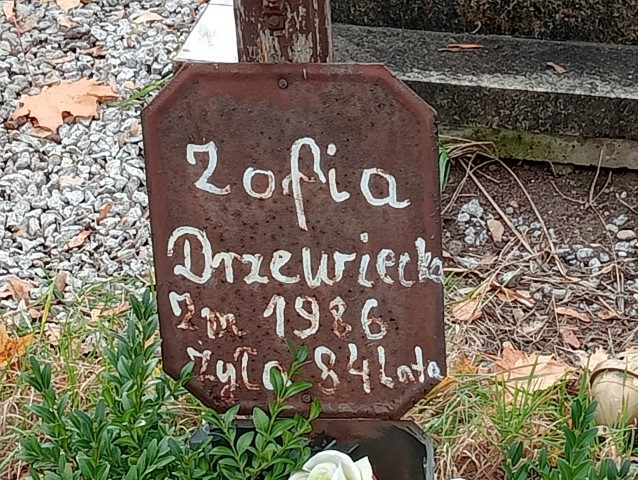 Zofia
Drzewiecka
Zm 1986
Żyła 84 lata